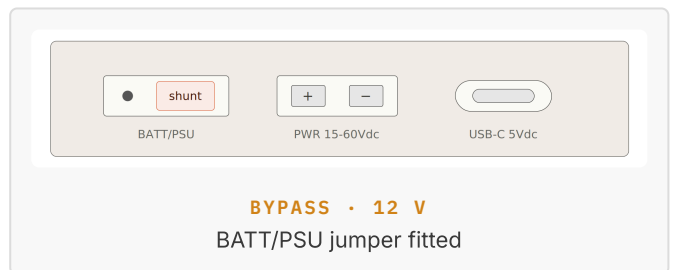 shunt + −
BATT/PSU PWR 15-60Vdc USB-C 5Vdc
BYPASS · 12 V
BATT/PSU jumper fitted